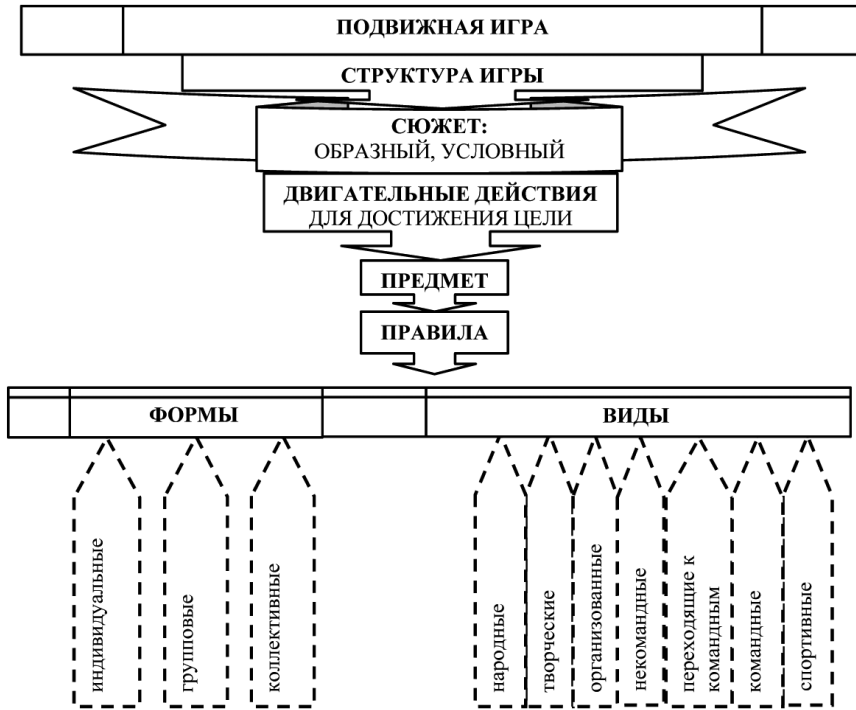 ПОДВИЖНАЯ ИГРА
СТРУКТУРА ИГРЫ
СЮЖЕТ:
ОБРАЗНЫЙ, УСЛОВНЫЙ
ДВИГАТЕЛЬНЫЕ ДЕЙСТВИЯ
ДЛЯ ДОСТИЖЕНИЯ ЦЕЛИ
ПРЕДМЕТ
ПРАВИЛА
ФОРМЫ
ВИДЫ
индивидуальные
групповые
коллективные
народные
творческие
организованные
некомандные
переходящие к
командным
командные
спортивные